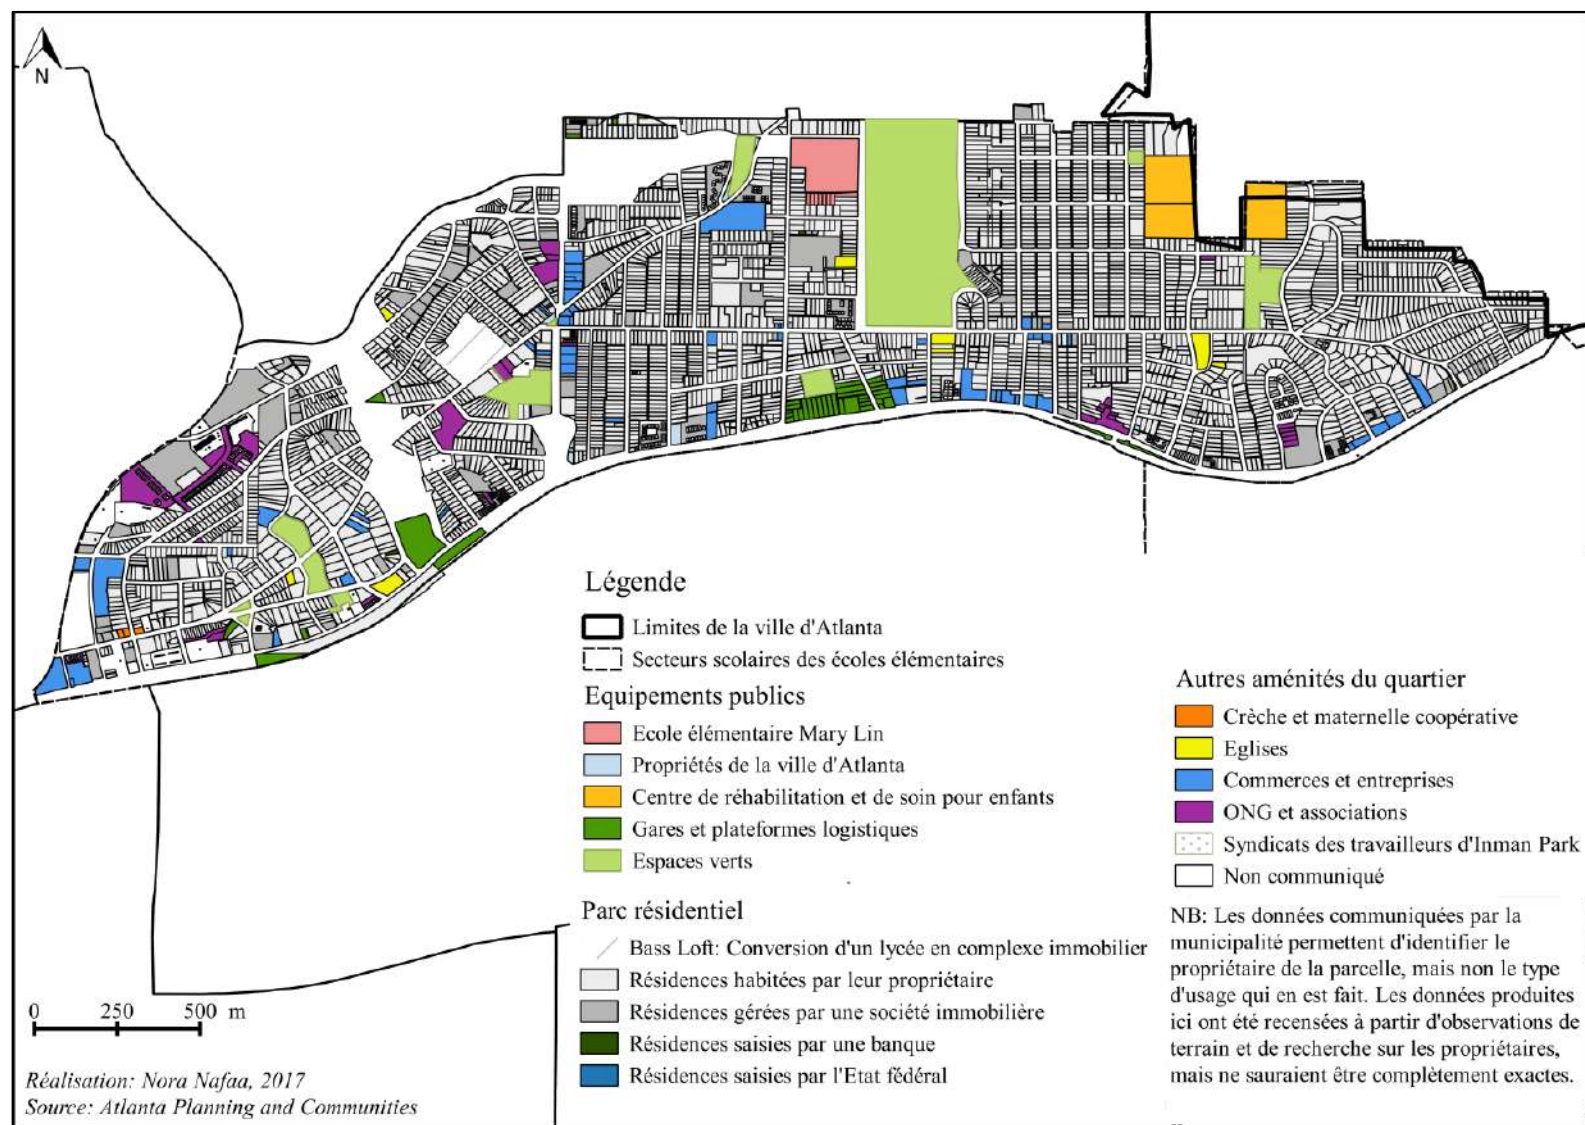 N
Légende
Limites de la ville d'Atlanta
Secteurs scolaires des écoles élémentaires
Equipements publics
Ecole élémentaire Mary Lin
Propriétés de la ville d'Atlanta
Centre de réhabilitation et de soin pour enfants
Gares et plateformes logistiques
Espaces verts
Parc résidentiel
Bass Loft: Conversion d'un lycée en complexe immobilier
Résidences habitées par leur propriétaire
Résidences gérées par une société immobilière
Résidences saisies par une banque
Résidences saisies par l'Etat fédéral
Autres aménités du quartier
Crèche et maternelle coopérative
Eglises
Commerces et entreprises
ONG et associations
Syndicats des travailleurs d'Inman Park
Non communiqué
NB: Les données communiquées par la
municipalité permettent d'identifier le
propriétaire de la parcelle, mais non le type
d'usage qui en est fait. Les données produites
ici ont été recensées à partir d'observations de
terrain et de recherche sur les propriétaires,
mais ne sauraient être complètement exactes.
0 250 500 m
Réalisation: Nora Nafaa, 2017
Source: Atlanta Planning and Communities